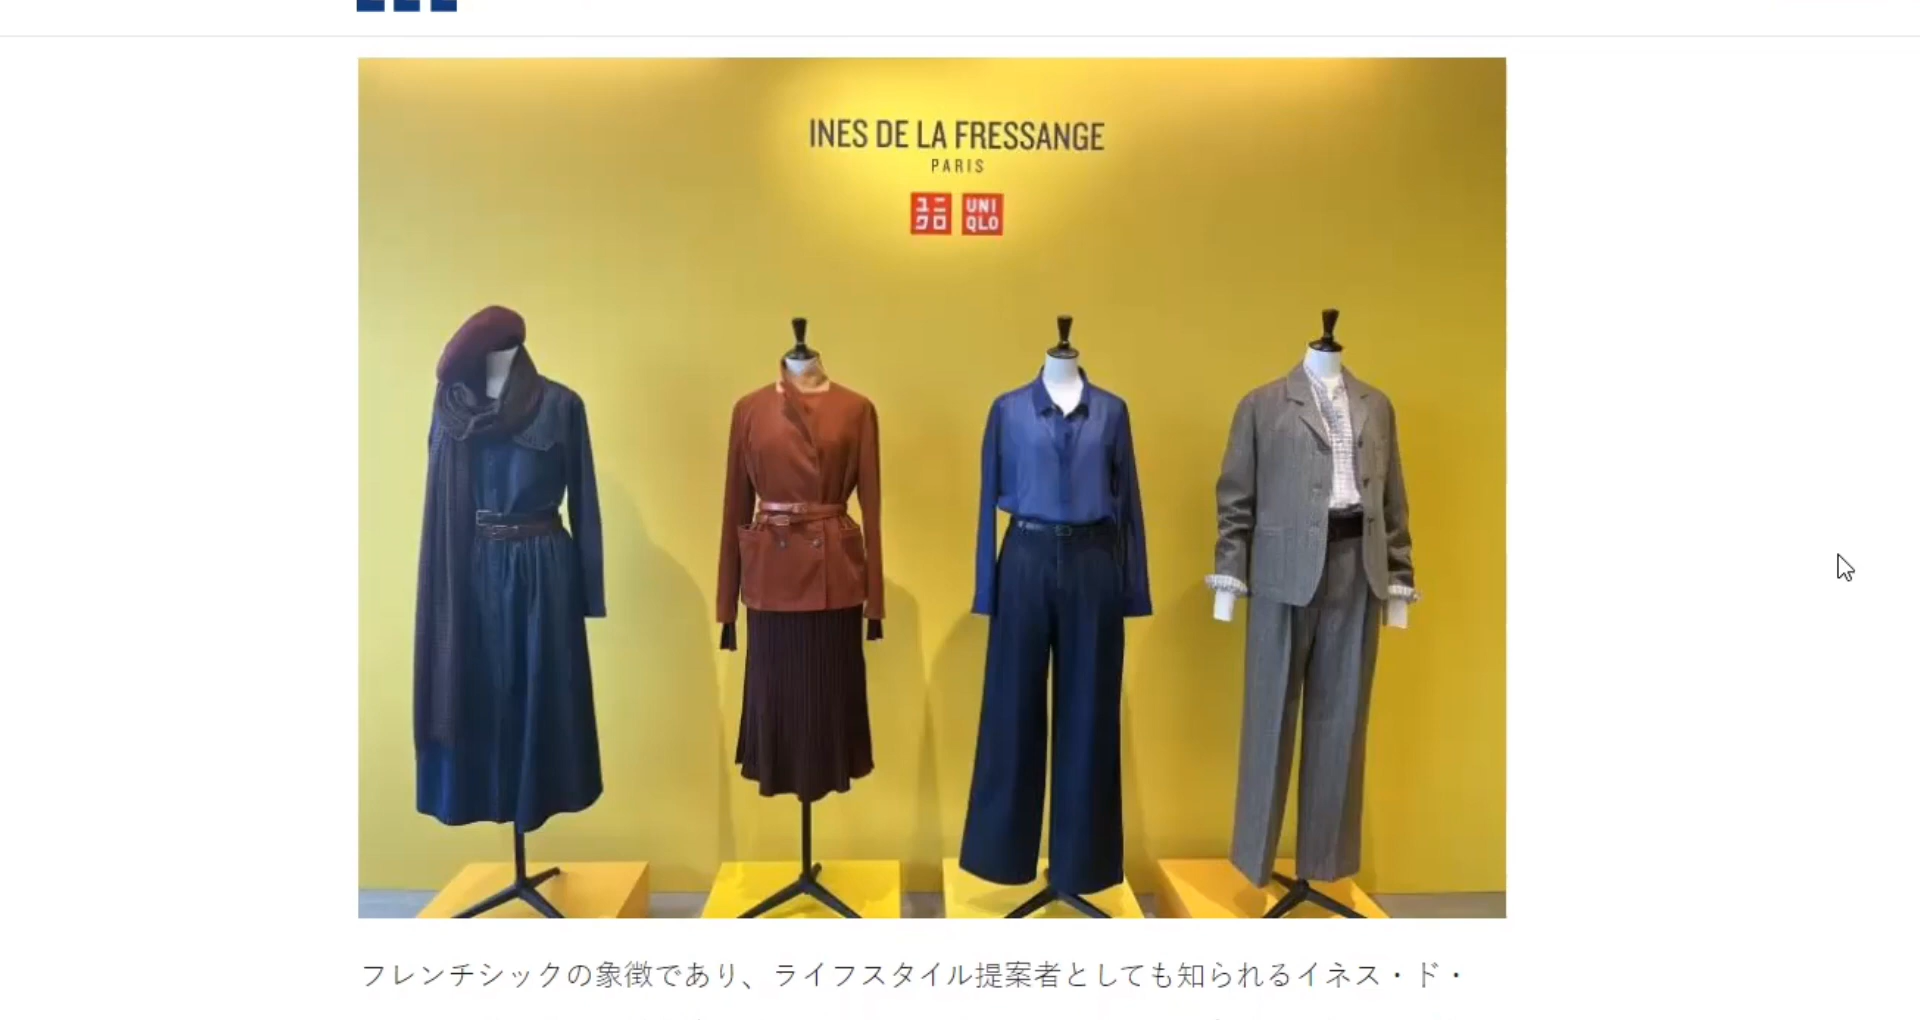 INES DE LA FRESSANGE
PARIS
ユニ
クロ
UNI
QLO
フレンチシックの象徴であり、ライフスタイル提案者としても知られるイネス・ド・